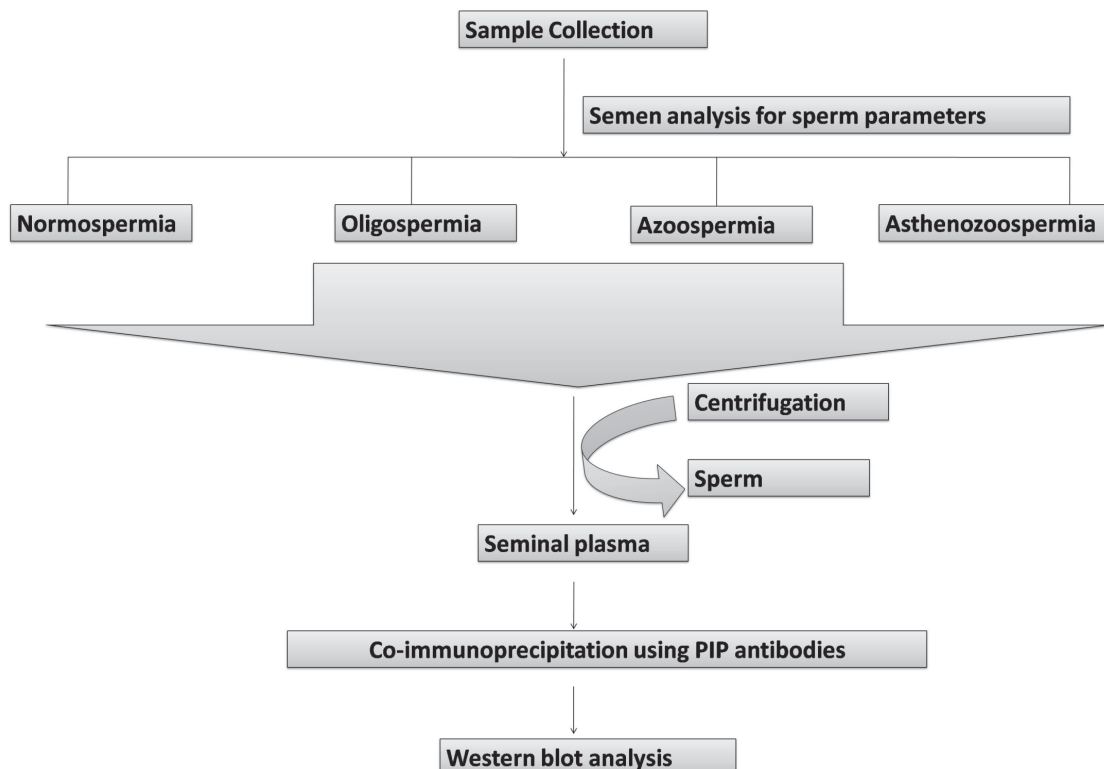 Sample Collection
Semen analysis for sperm parameters
Normospermia
Oligospermia
Azoospermia
Asthenozoospermia
Centrifugation
Sperm
Seminal plasma
Co-immunoprecipitation using PIP antibodies
Western blot analysis